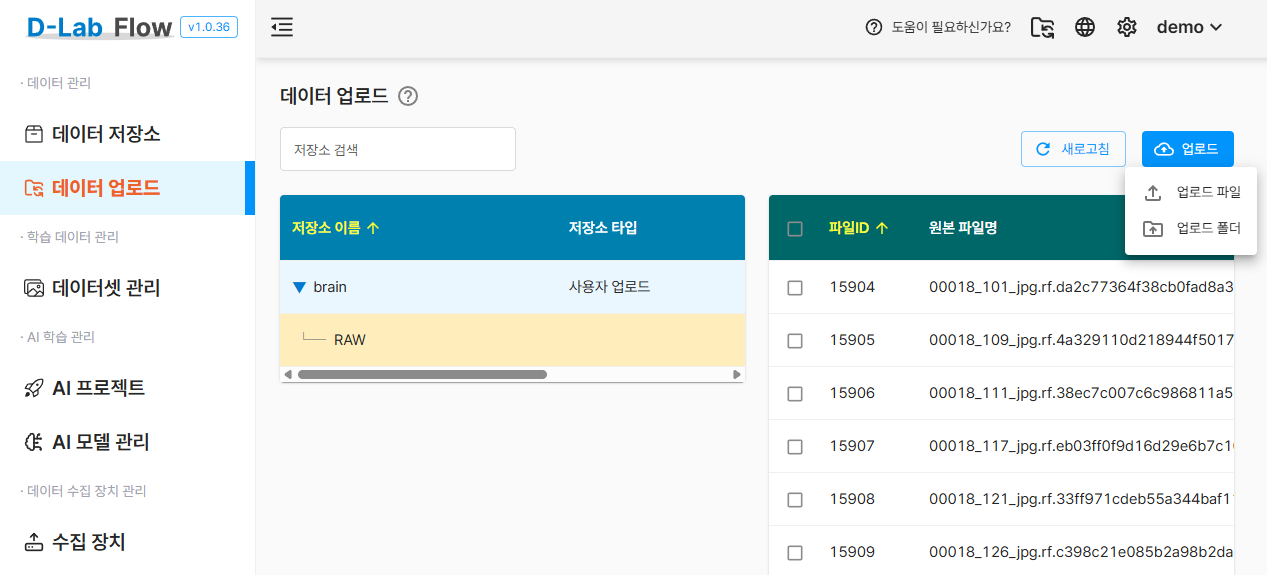 D-Lab Flow v1.0.36
도움이 필요하신가요?
demo
· 데이터 관리
데이터 저장소
데이터 업로드
· 학습 데이터 관리
데이터셋 관리
· AI 학습 관리
AI 프로젝트
AI 모델 관리
· 데이터 수집 장치 관리
수집 장치
데이터 업로드
저장소 검색
새로고침
업로드
업로드 파일
업로드 폴더
저장소 이름 저장소 타입
brain 사용자 업로드
RAW
파일ID 원본 파일명
15904 00018_101_jpg.rf.da2c77364f38cb0fad8a3
15905 00018_109_jpg.rf.4a329110d218944f5017
15906 00018_111_jpg.rf.38ec7c007c6c986811a5
15907 00018_117_jpg.rf.eb03ff0f9d16d29e6b7c1
15908 00018_121_jpg.rf.33ff971cdeb55a344baf1
15909 00018_126_jpg.rf.c398c21e085b2a98b2da